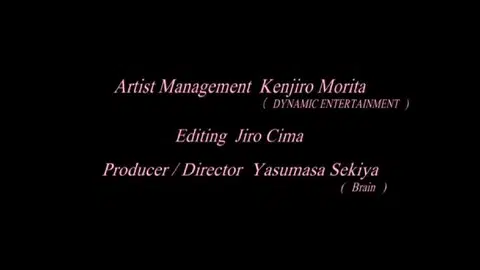 Artist Management Kenjiro Morita
( DYNAMIC ENTERTAINMENT )
Editing Jiro Cima
Producer / Director Yasumasa Sekiya
( Brain )